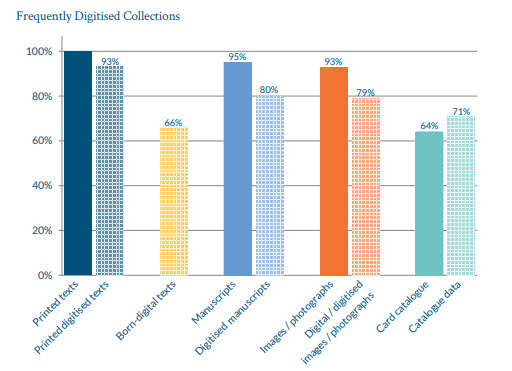 Frequently Digitised Collections
100%
80%
60%
40%
20%
0%
93%
66%
95%
80%
93%
79%
64%
71%
Printed texts
Printed digitised texts
Born-digital texts
Manuscripts
Digitised manuscripts
Images / photographs
Digital / digitised
images / photographs
Card catalogue
Catalogue data